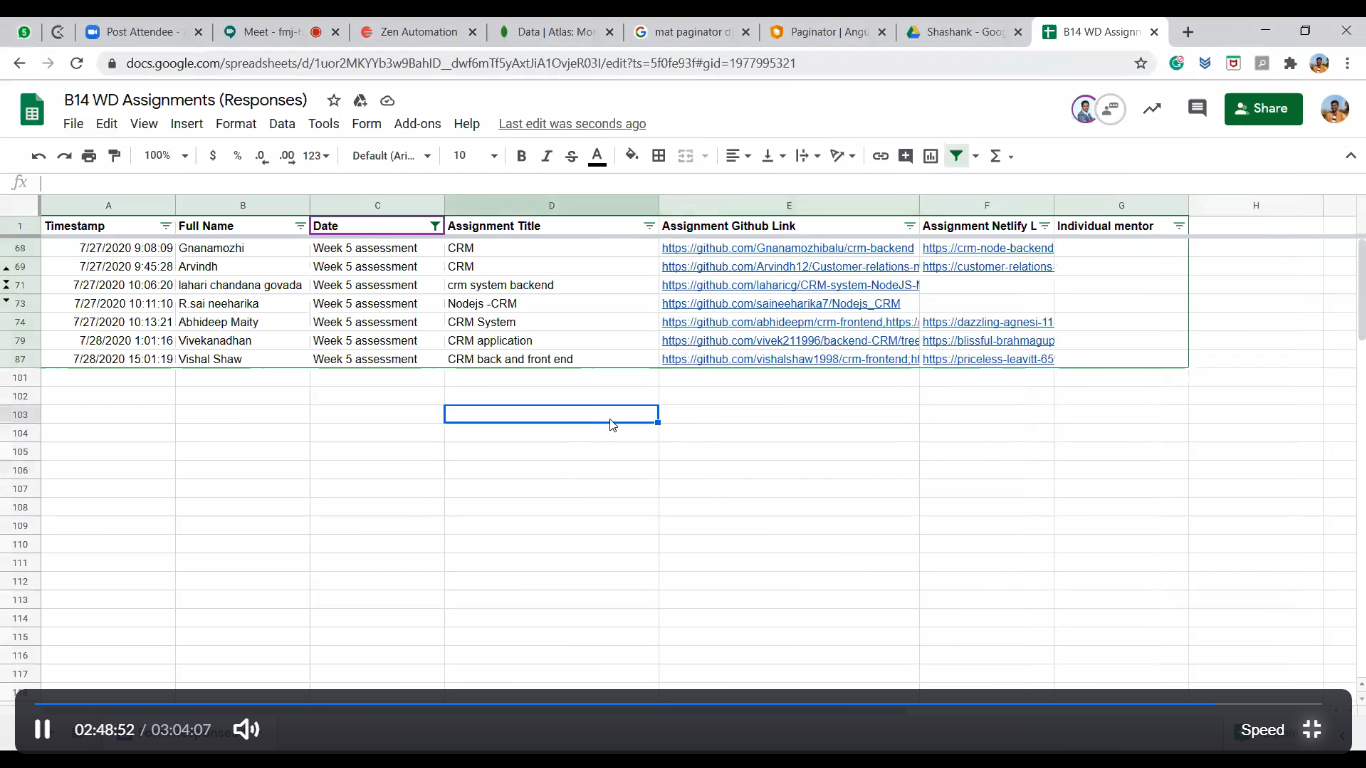 5 Post Attendee - Meet - fmj-h Zen Automation Data | Atlas: Mon mat paginator d Paginator | Angu Shashank - Goog B14 WD Assignm
docs.google.com/spreadsheets/d/1uor2MKYYb3w9BahlD__dwf6mTf5yAxtJiA1OvjeR03I/edit?ts=5f0fe93f#gid=1977995321
B14 WD Assignments (Responses)
Share
File Edit View Insert Format Data Tools Form Add-ons Help Last edit was seconds ago
100% $ % .0 .00 123 Default (Ari... 10 B I S A
fx
A B C D E F G H
1 Timestamp Full Name Date Assignment Title Assignment Github Link Assignment Netlify L Individual mentor
68 7/27/2020 9:08:09 Gnanamozhi Week 5 assessment CRM https://github.com/Gnanamozhibalu/crm-backend https://crm-node-backend
69 7/27/2020 9:45:28 Arvindh Week 5 assessment CRM https://github.com/Arvindh12/Customer-relations-m https://customer-relations-
71 7/27/2020 10:06:20 lahari chandana govada Week 5 assessment crm system backend https://github.com/laharicg/CRM-system-NodeJS-M
73 7/27/2020 10:11:10 R.sai neeharika Week 5 assessment Nodejs -CRM https://github.com/saineeharika7/Nodejs_CRM
74 7/27/2020 10:13:21 Abhideep Maity Week 5 assessment CRM System https://github.com/abhideepm/crm-frontend,https:/ https://dazzling-agnesi-11
79 7/28/2020 1:01:16 Vivekanadhan Week 5 assessment CRM application https://github.com/vivek211996/backend-CRM/tree https://blissful-brahmagup
87 7/28/2020 15:01:19 Vishal Shaw Week 5 assessment CRM back and front end https://github.com/vishalshaw1998/crm-frontend;ht https://priceless-leavitt-65
101
102
103
104
105
106
107
108
109
110
111
112
113
114
115
116
117
02:48:52 / 03:04:07 Speed